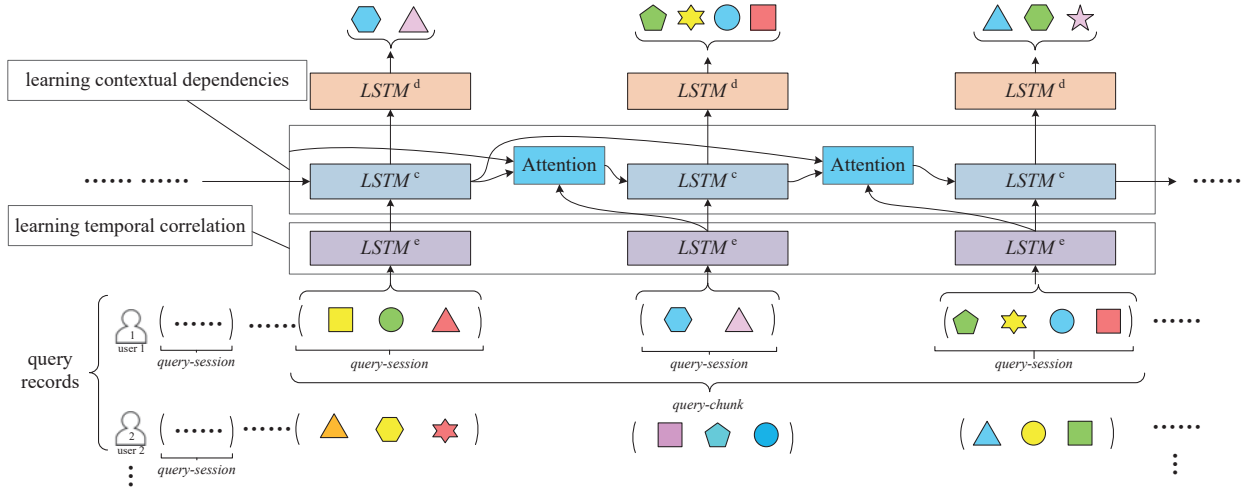 learning contextual dependencies
LSTM d
LSTM d
LSTM d
Attention
Attention
...... ......
LSTM c
LSTM c
LSTM c
......
learning temporal correlation
LSTM e
LSTM e
LSTM e
query
records
1
user 1
(......)
......
......
query-session
query-session
query-session
query-session
query-chunk
2
user 2
(......)
......
......
query-session